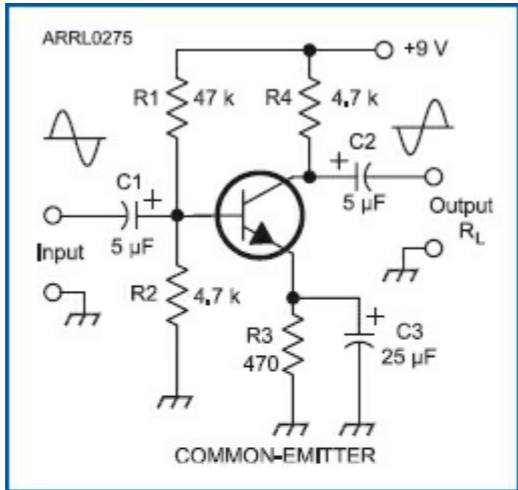 ARRL0275
+9 V
R1 47 k
R4 4.7 k
C1
5 µF
C2
5 µF
Input
Output
R_L
R2 4.7 k
R3
470
C3
25 µF
COMMON-EMITTER